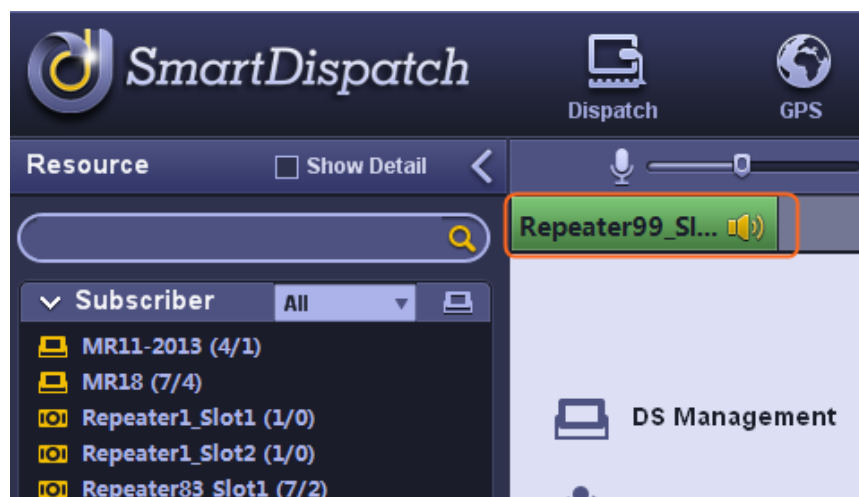 SmartDispatch
Dispatch
GPS
Resource
Show Detail
Repeater99_Sl...
Subscriber
All
MR11-2013 (4/1)
MR18 (7/4)
Repeater1_Slot1 (1/0)
Repeater1_Slot2 (1/0)
Repeater83_Slot1 (7/2)
DS Management